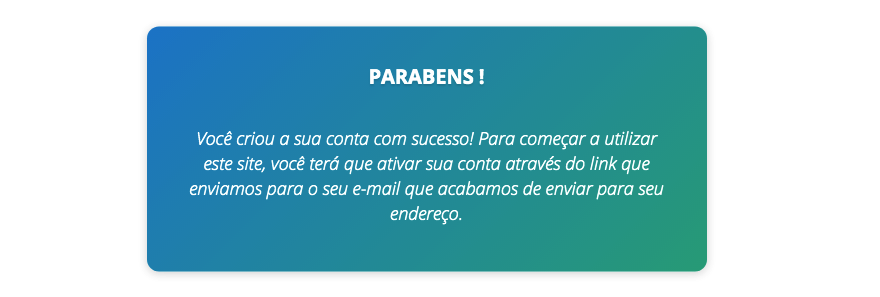 PARABENS !
Você criou a sua conta com sucesso! Para começar a utilizar
este site, você terá que ativar sua conta através do link que
enviamos para o seu e-mail que acabamos de enviar para seu
endereço.